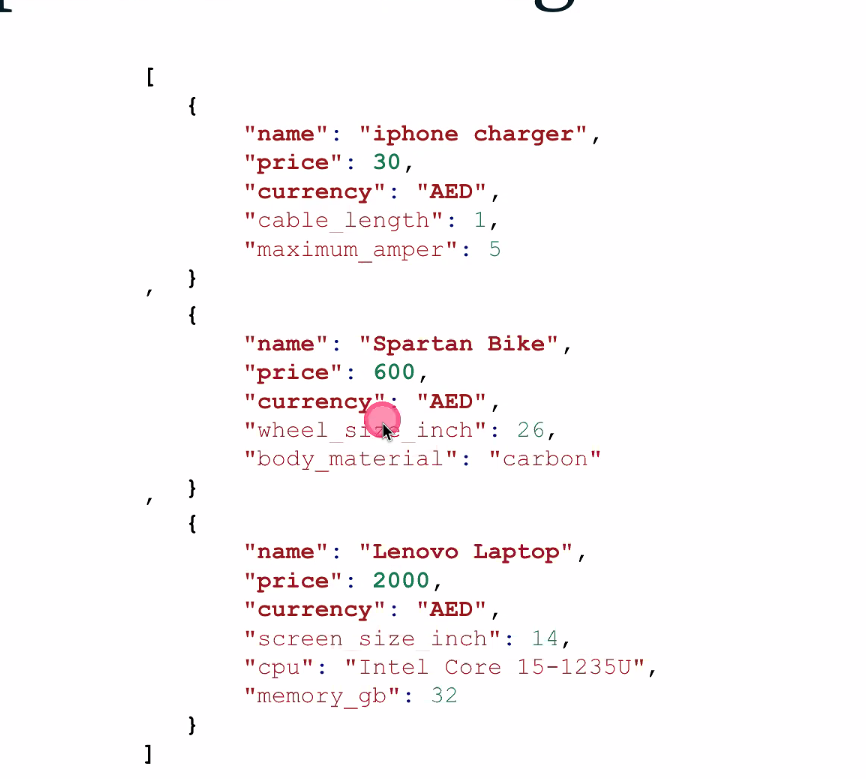 [
{
"name": "iphone charger",
"price": 30,
"currency": "AED",
"cable_length": 1,
"maximum_amper": 5
, }
{
"name": "Spartan Bike",
"price": 600,
"currency": "AED",
"wheel_size_inch": 26,
"body_material": "carbon"
, }
{
"name": "Lenovo Laptop",
"price": 2000,
"currency": "AED",
"screen_size_inch": 14,
"cpu": "Intel Core 15-1235U",
"memory_gb": 32
}
]